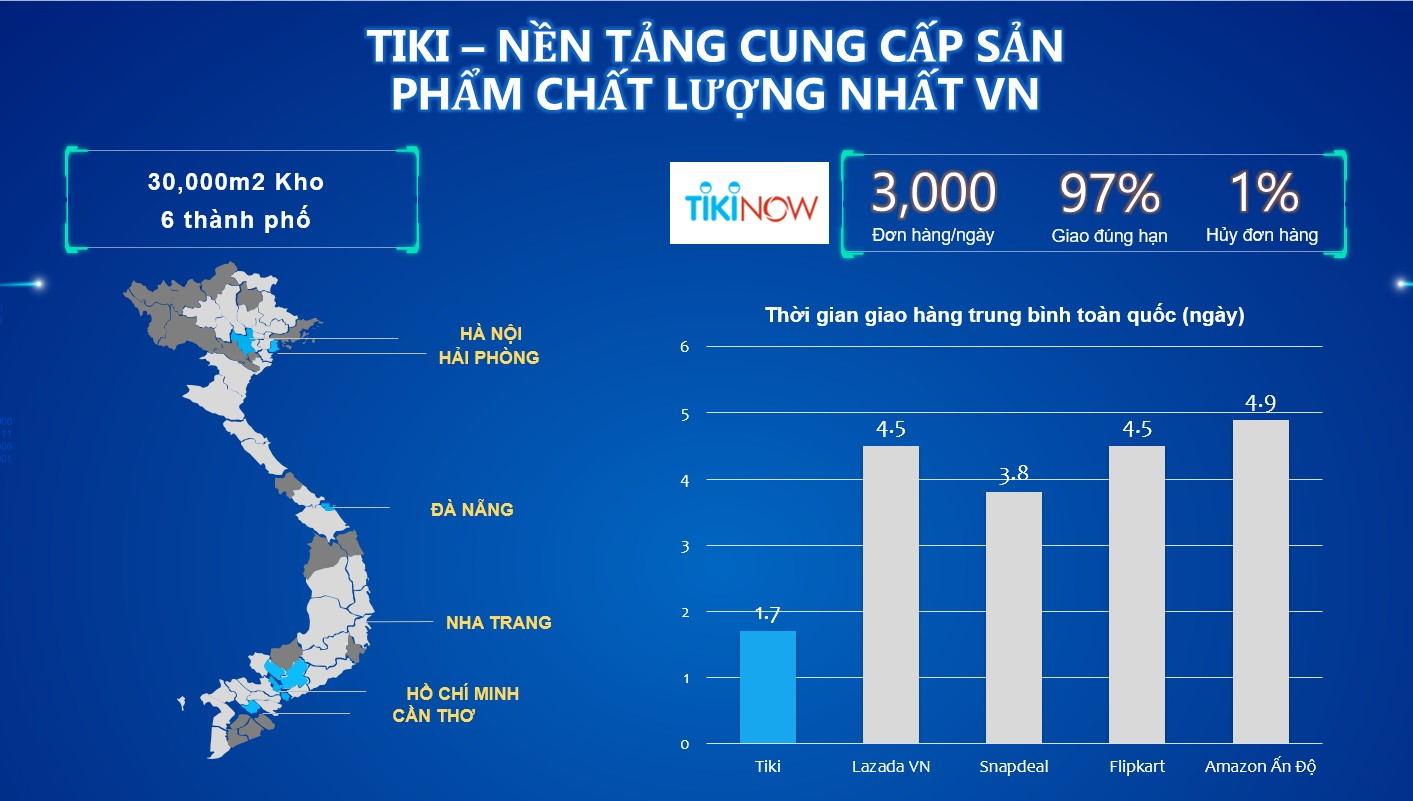 TIKI – NỀN TẢNG CUNG CẤP SẢN
PHẨM CHẤT LƯỢNG NHẤT VN
30,000m2 Kho
6 thành phố
HÀ NỘI
HẢI PHÒNG
ĐÀ NẴNG
NHA TRANG
HỒ CHÍ MINH
CẦN THƠ
TIKINOW
3,000
Đơn hàng/ngày
97%
Giao đúng hạn
1%
Hủy đơn hàng
Thời gian giao hàng trung bình toàn quốc (ngày)
6
5
4
3
2
1
0
1.7
4.5
3.8
4.5
4.9
Tiki
Lazada VN
Snapdeal
Flipkart
Amazon Ấn Độ